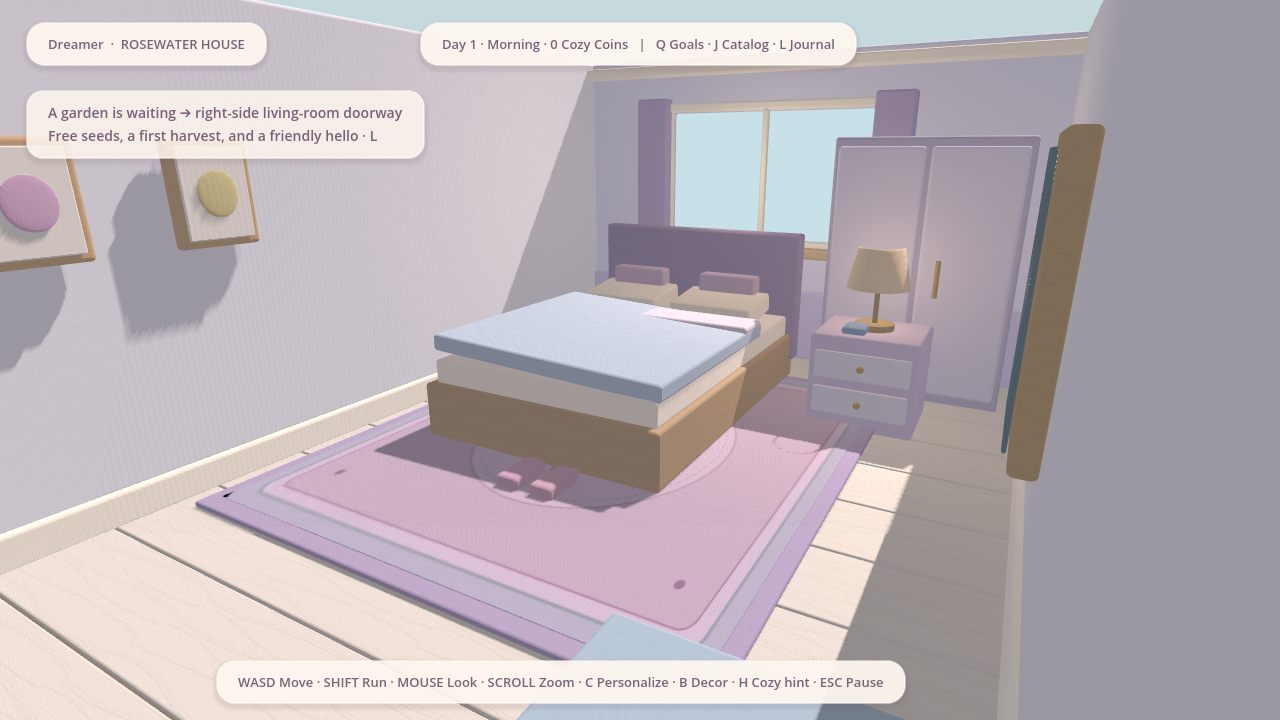 Dreamer · ROSEWATER HOUSE
Day 1 · Morning · 0 Cozy Coins | Q Goals · J Catalog · L Journal
A garden is waiting → right-side living-room doorway
Free seeds, a first harvest, and a friendly hello · L
WASD Move · SHIFT Run · MOUSE Look · SCROLL Zoom · C Personalize · B Decor · H Cozy hint · ESC Pause